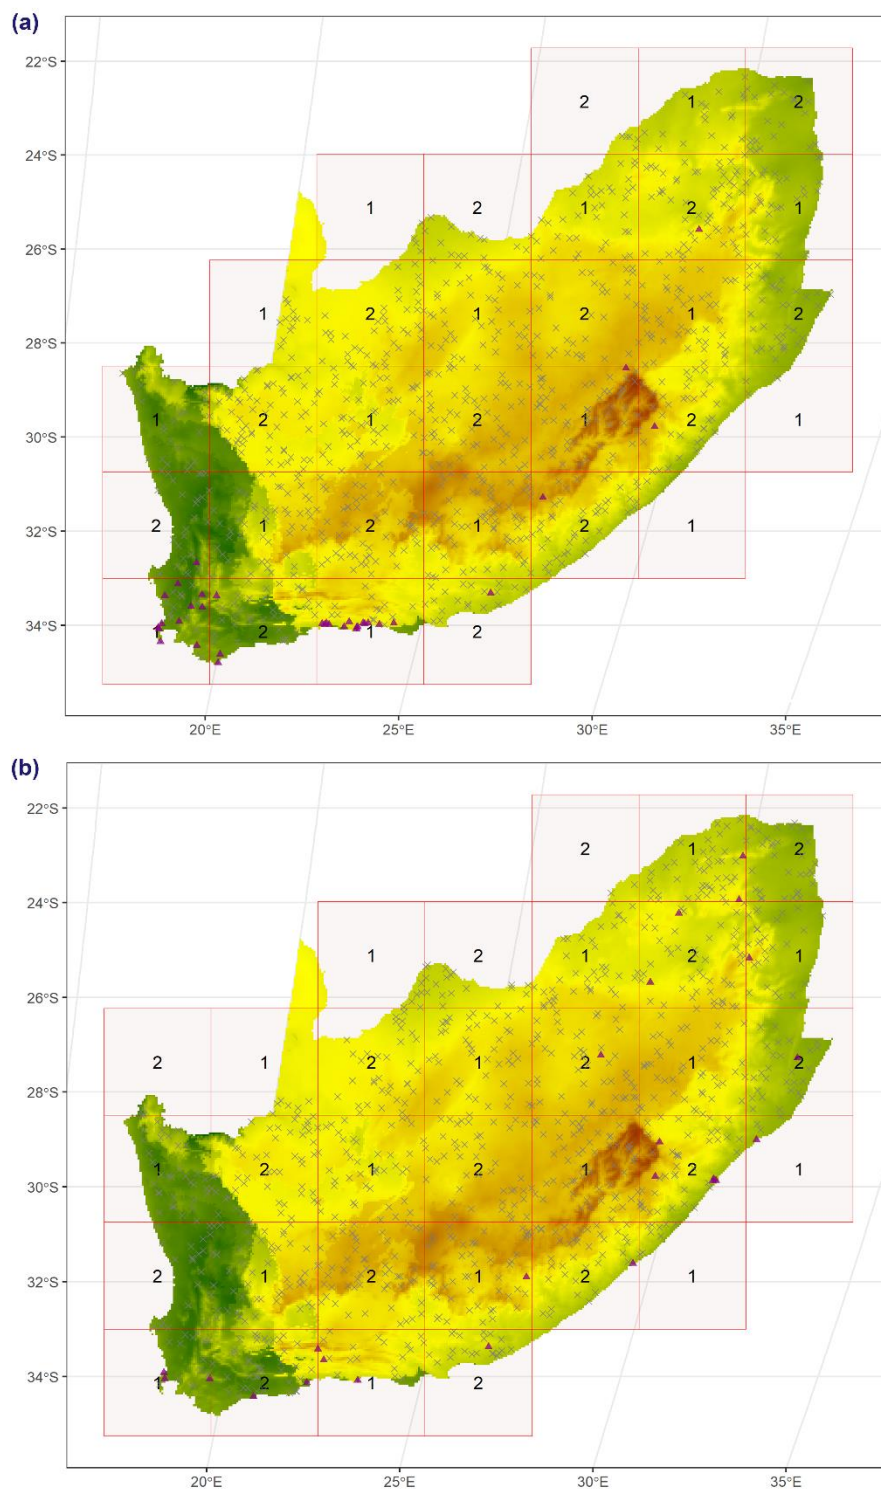 (a)
22°S
2 1 2
24°S
1 2 1 2 1
26°S
1 2 1 2 1 2
28°S
1 2 1 2 1 2 1
30°S
2 1 2 1 2 1
32°S
34°S
1 2 1 2
20°E 25°E 30°E 35°E
(b)
22°S
2 1 2
24°S
1 2 1 2 1
26°S
2 1 2 1 2 1 2
28°S
1 2 1 2 1 2 1
30°S
2 1 2 1 2 1
32°S
34°S
1 2 1 2
20°E 25°E 30°E 35°E